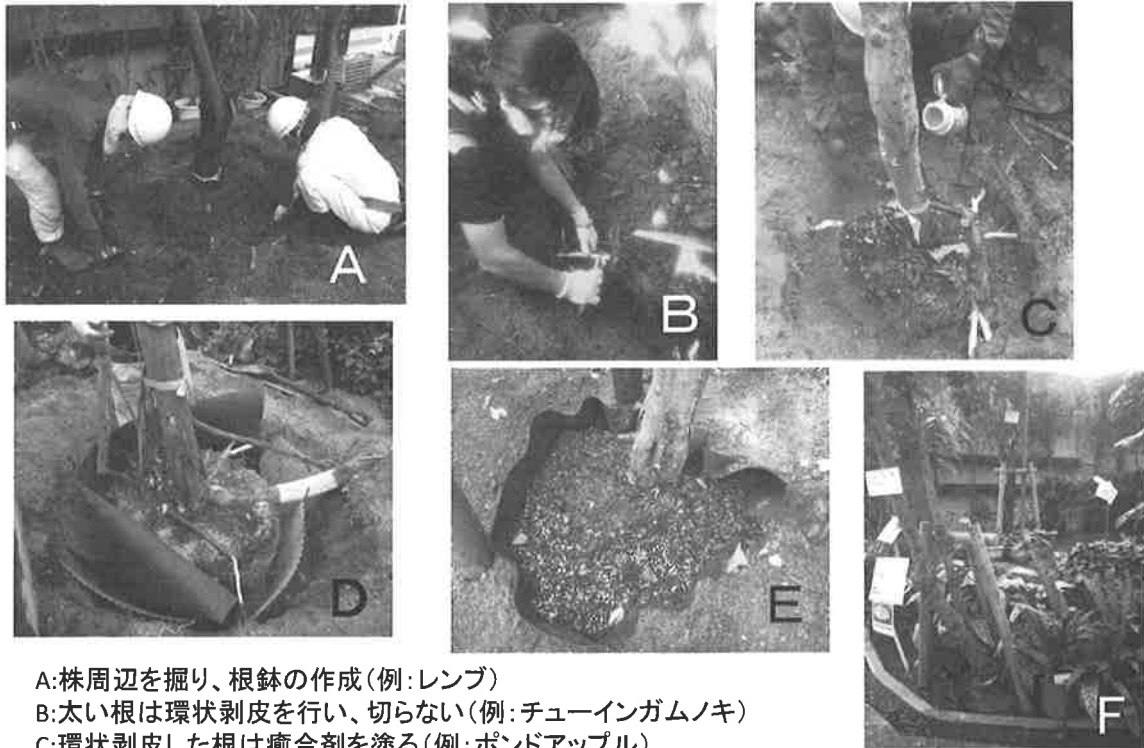 A
B
C
D
E
F
A:株周辺を掘り、根鉢の作成(例:レンブ)
B:太い根は環状剥皮を行い、切らない(例:チューインガムノキ)
C:環状剥皮した根は癒合剤を塗る(例:ポンドアップル)